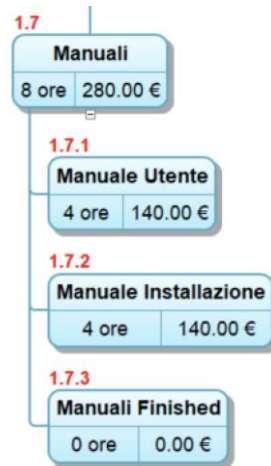 1.7
Manuali
8 ore 280.00 €
1.7.1
Manuale Utente
4 ore 140.00 €
1.7.2
Manuale Installazione
4 ore 140.00 €
1.7.3
Manuali Finished
0 ore 0.00 €